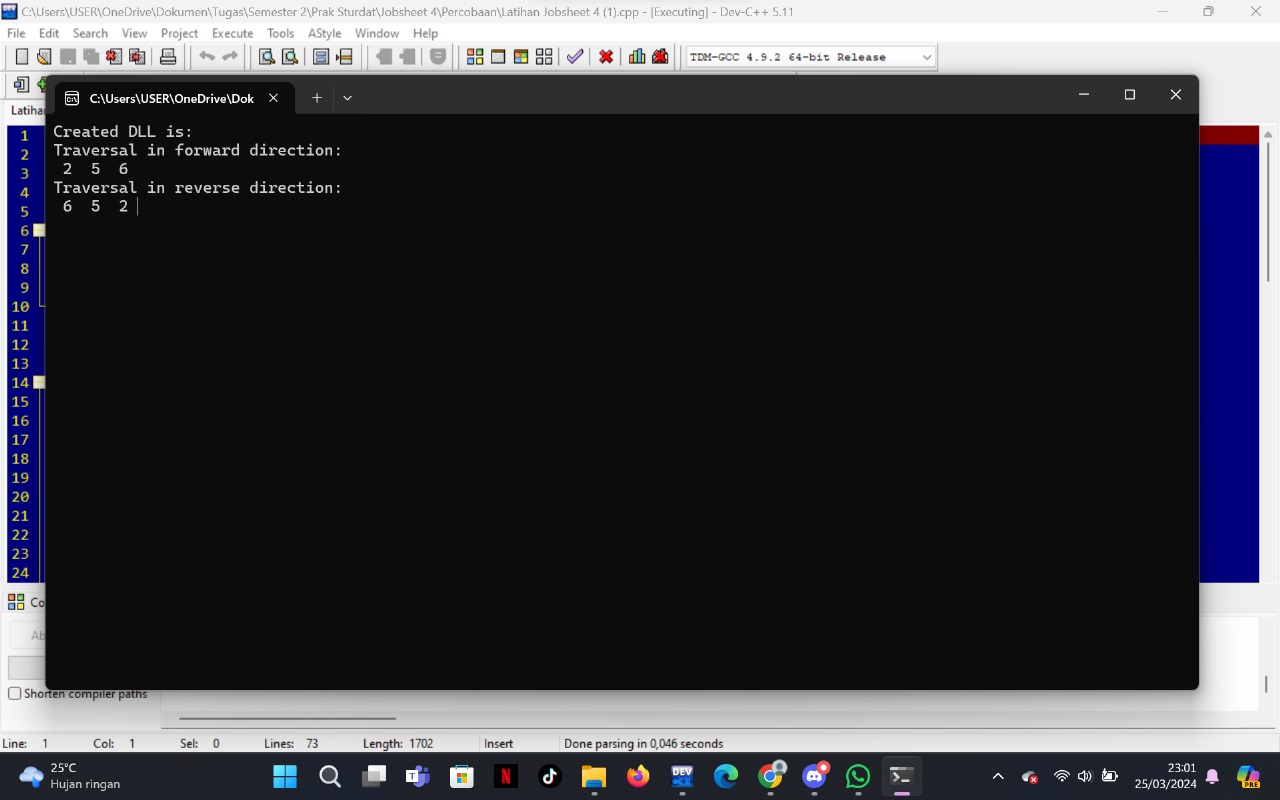 C:\Users\USER\OneDrive\Dokumen\Tugas\Semester 2\Prak Sturdat\Jobsheet 4\Percobaan\Latihan Jobsheet 4 (1).cpp - [Executing] - Dev-C++ 5.11
File Edit Search View Project Execute Tools AStyle Window Help
TDM-GCC 4.9.2 64-bit Release
C:\Users\USER\OneDrive\Dok
Latihar
Created DLL is:
Traversal in forward direction:
2 5 6
Traversal in reverse direction:
6 5 2
1
2
3
4
5
6
7
8
9
10
11
12
13
14
15
16
17
18
19
20
21
22
23
24
Co
Ab
Shorten compiler paths
Line: 1 Col: 1 Sel: 0 Lines: 73 Length: 1702 Insert Done parsing in 0,046 seconds
25°C
Hujan ringan
DEV
PRE
23:01
25/03/2024